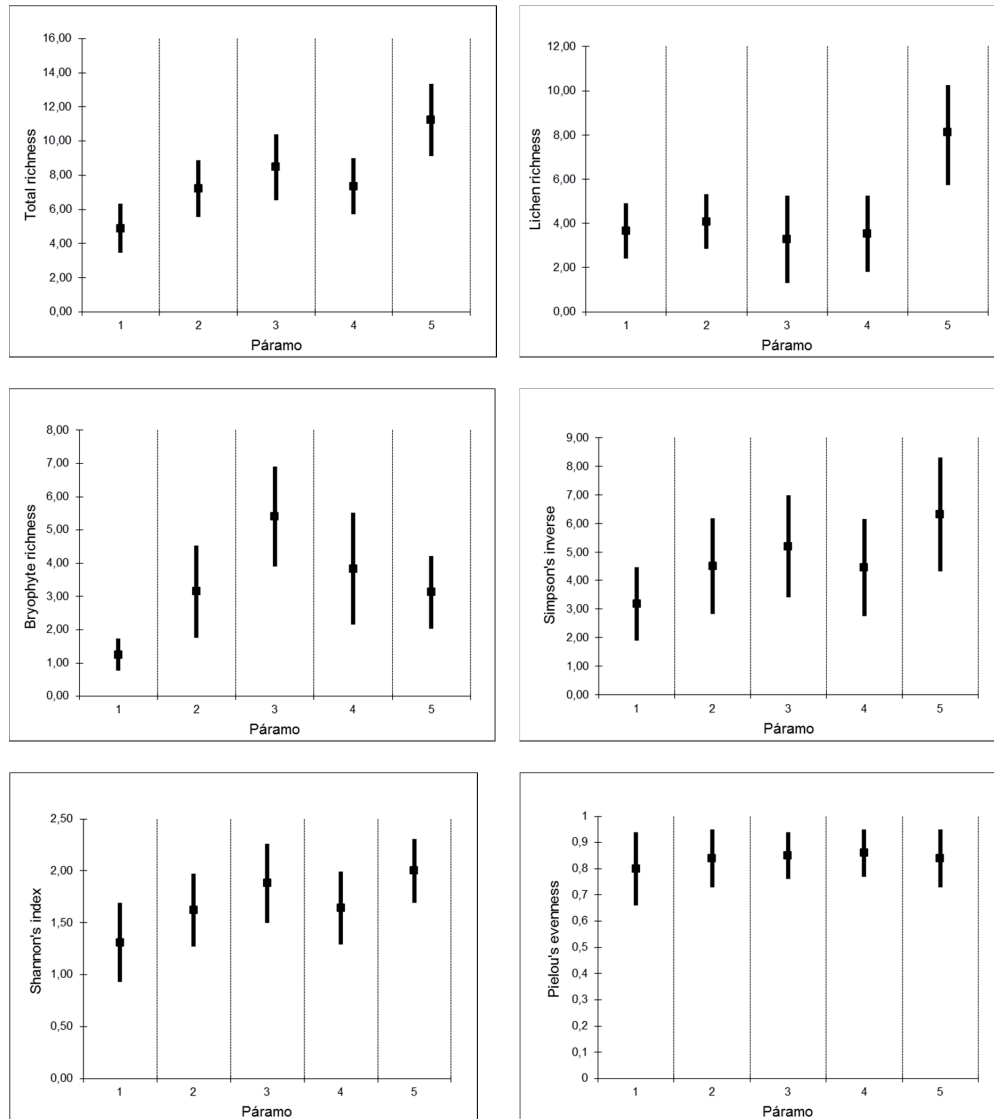 Total richness
16,00
14,00
12,00
10,00
8,00
6,00
4,00
2,00
0,00
1 2 3 4 5
Páramo
Lichen richness
12,00
10,00
8,00
6,00
4,00
2,00
0,00
1 2 3 4 5
Páramo
Bryophyte richness
8,00
7,00
6,00
5,00
4,00
3,00
2,00
1,00
0,00
1 2 3 4 5
Páramo
Simpson's inverse
9,00
8,00
7,00
6,00
5,00
4,00
3,00
2,00
1,00
0,00
1 2 3 4 5
Páramo
Shannon's index
2,50
2,00
1,50
1,00
0,50
0,00
1 2 3 4 5
Páramo
Pielou's evenness
1
0,9
0,8
0,7
0,6
0,5
0,4
0,3
0,2
0,1
0
1 2 3 4 5
Páramo